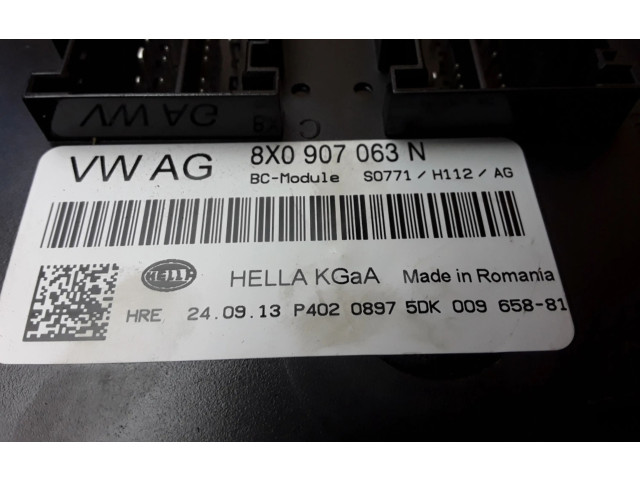 VW AG
VW AG 8X0 907 063 N
BC-Module S0771 / H112 / AG
HELLA HELLA KGaA Made in Romania
HRE 24.09.13 P402 0897 5DK 009 658-81